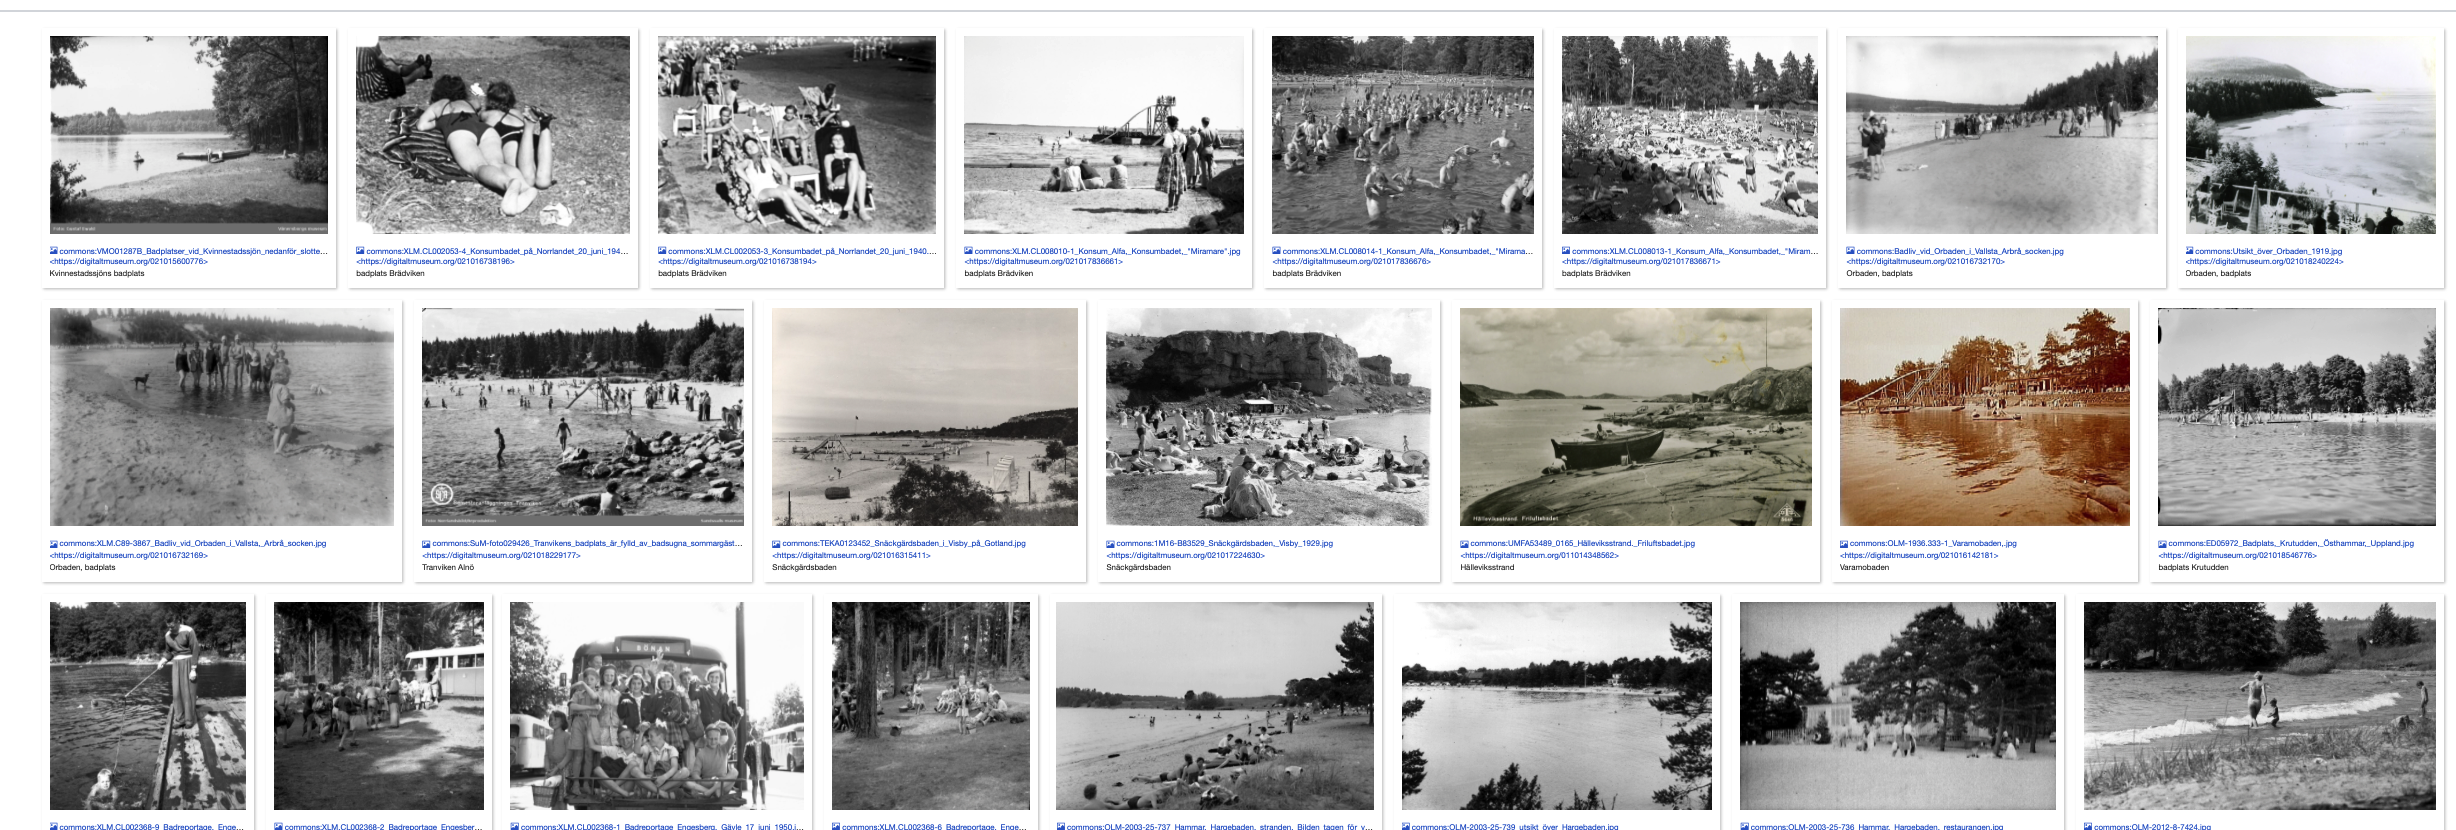 Foto: Gustaf Ewald
Vänersborgs museum
commons:VMO01287B_Badplatser_vid_Kvinnestadssjön_nedanför_slotte...
<https://digitaltmuseum.org/021015600776>
Kvinnestadssjöns badplats
commons:XLM.CL002053-4_Konsumbadet_på_Norrlandet_20_juni_194...
<https://digitaltmuseum.org/021016738196>
badplats Brädviken
commons:XLM.CL002053-3_Konsumbadet_på_Norrlandet_20_juni_1940....
<https://digitaltmuseum.org/021016738194>
badplats Brädviken
commons:XLM.CL008010-1_Konsum_Alfa,_Konsumbadet,_"Miramare".jpg
<https://digitaltmuseum.org/021017836661>
badplats Brädviken
commons:XLM.CL008014-1_Konsum_Alfa,_Konsumbadet,_"Mirama...
<https://digitaltmuseum.org/021017836676>
badplats Brädviken
commons:XLM.CL008013-1_Konsum_Alfa,_Konsumbadet,_"Miram...
<https://digitaltmuseum.org/021017836671>
badplats Brädviken
commons:Badliv_vid_Orbaden_i_Vallsta_Arbrå_socken.jpg
<https://digitaltmuseum.org/021016732170>
Orbaden, badplats
commons:Utsikt_över_Orbaden_1919.jpg
<https://digitaltmuseum.org/021018240224>
Orbaden, badplats
commons:XLM.C89-3867_Badliv_vid_Orbaden_i_Vallsta,_Arbrå_socken.jpg
<https://digitaltmuseum.org/021016732169>
Orbaden, badplats
commons:SuM-foto029426_Tranvikens_badplats_är_fylld_av_badsugna_sommargäst...
<https://digitaltmuseum.org/021018229177>
Tranviken Alnö
commons:TEKA0123452_Snäckgärdsbaden_i_Visby_på_Gotland.jpg
<https://digitaltmuseum.org/021016315411>
Snäckgärdsbaden
commons:1M16-B83529_Snäckgärdsbaden,_Visby_1929.jpg
<https://digitaltmuseum.org/021017224630>
Snäckgärdsbaden
Hälleviksstrand Friluftsbadet
commons:UMFA53489_0165_Hälleviksstrand._Friluftsbadet.jpg
<https://digitaltmuseum.org/011014348562>
Hälleviksstrand
commons:OLM-1936.333-1_Varamobaden,.jpg
<https://digitaltmuseum.org/021016142181>
Varamobaden
commons:ED05972_Badplats,_Krutudden,_Östhammar,_Uppland.jpg
<https://digitaltmuseum.org/021018546776>
badplats Krutudden
commons:XLM.CL002368-9_Badreportage,_Enge...
commons:XLM.CL002368-2_Badreportage_Engesber...
commons:XLM.CL002368-1_Badreportage_Engesberg,_Gävle_17_juni_1950.j...
commons:XLM.CL002368-6_Badreportage,_Enge...
commons:OLM-2003-25-737_Hammar,_Hargebaden,_stranden._Bilden_tagen_för_v...
commons:OLM-2003-25-739_utsikt_över_Hargebaden.jpg
commons:OLM-2003-25-736_Hammar,_Hargebaden,_restaurangen.jpg
commons:OLM-2012-8-7424.jpg